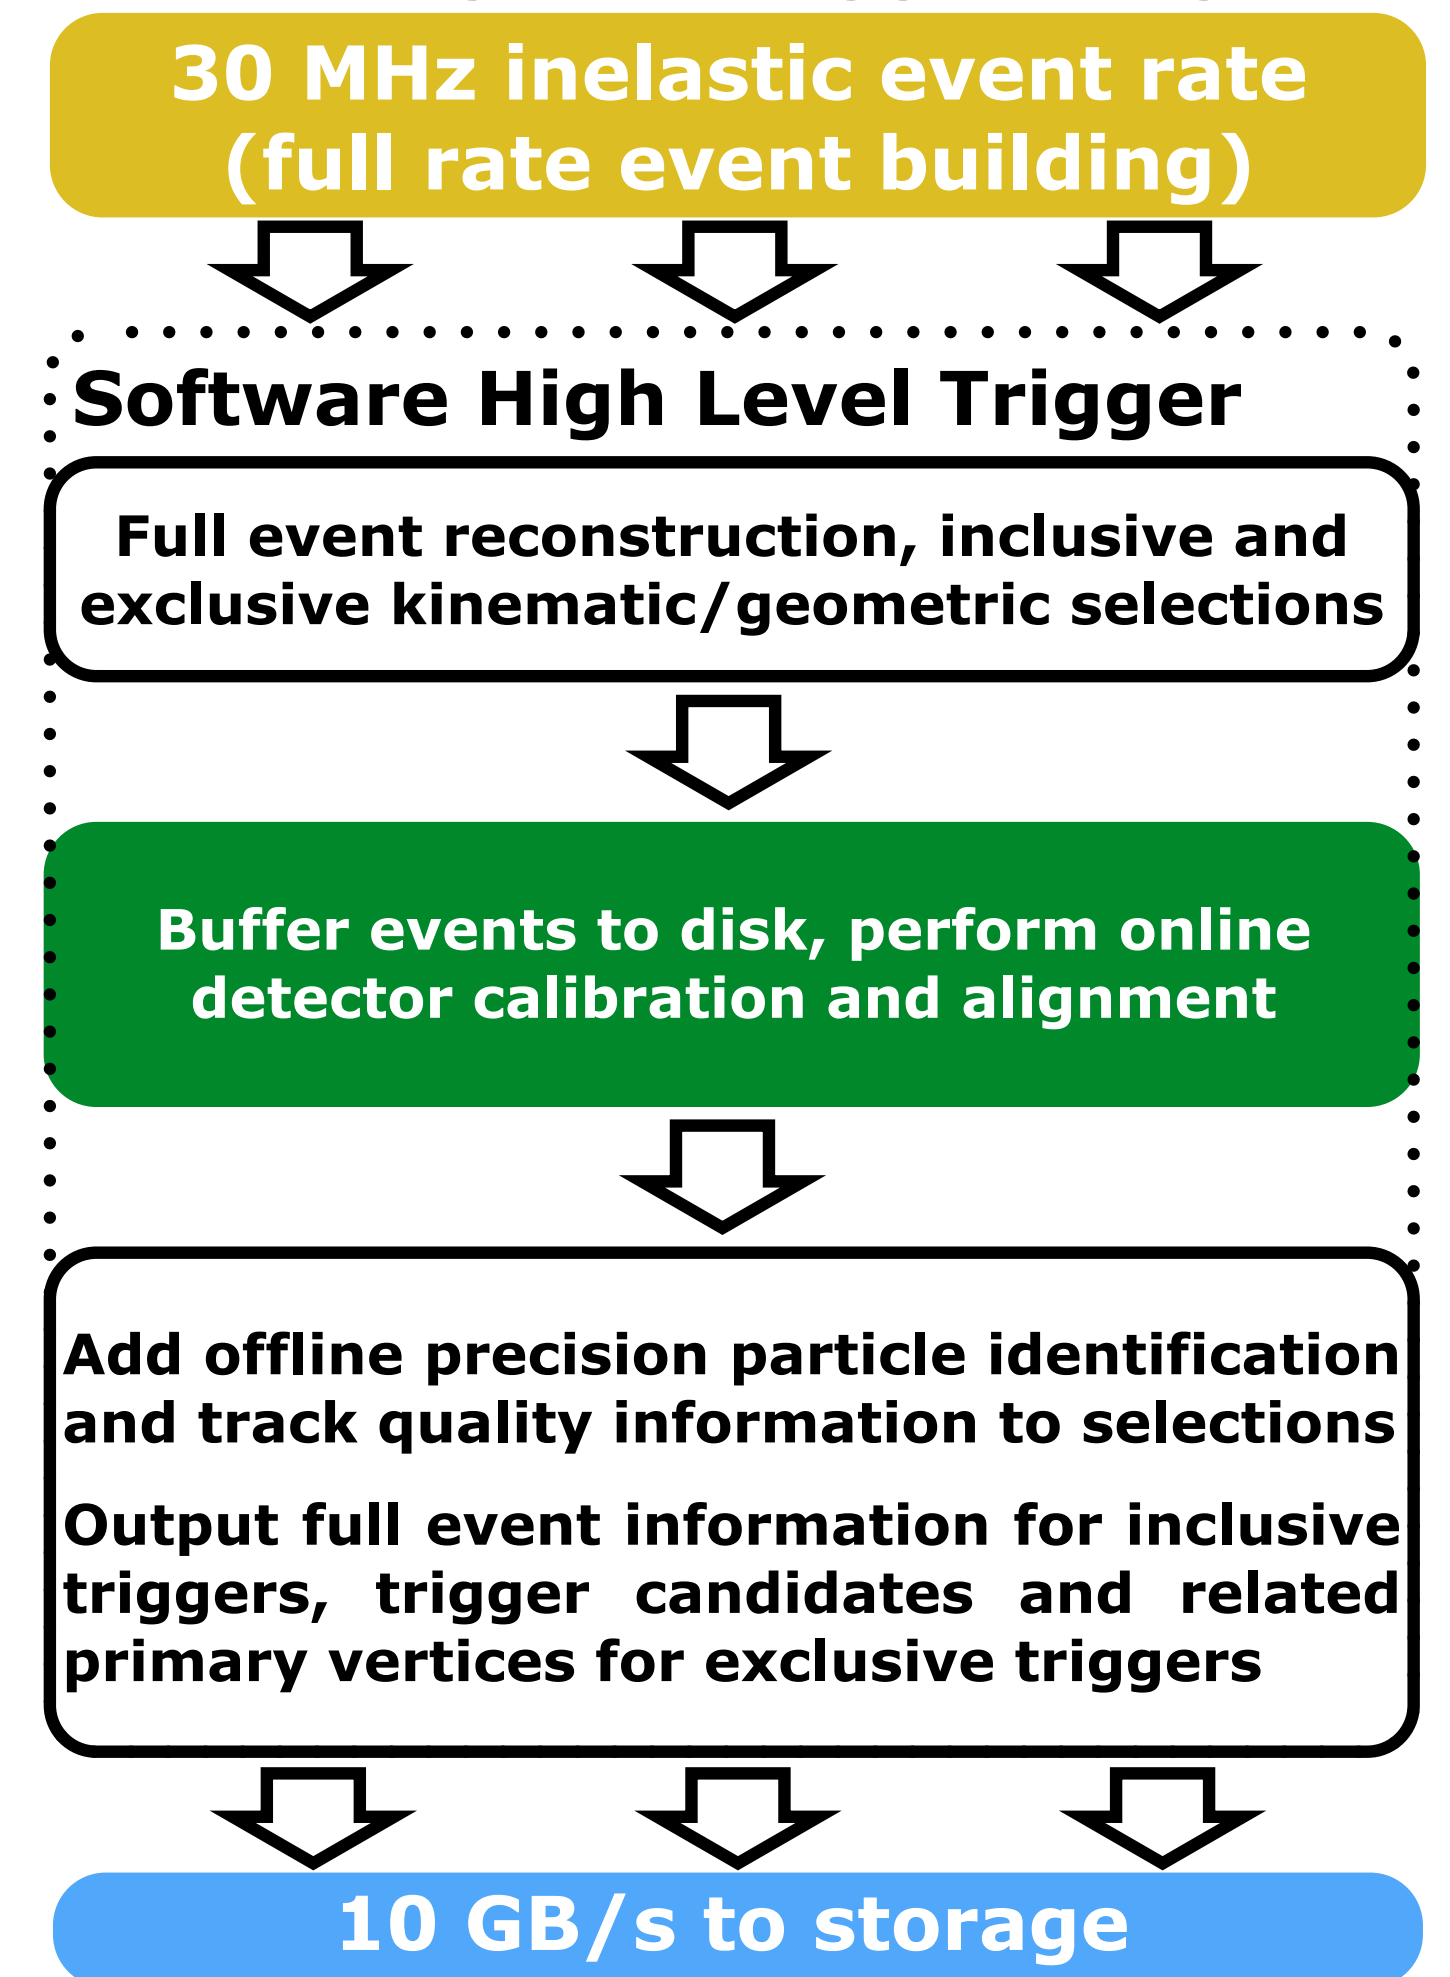 30 MHz inelastic event rate
(full rate event building)
Software High Level Trigger
Full event reconstruction, inclusive and
exclusive kinematic/geometric selections
Buffer events to disk, perform online
detector calibration and alignment
Add offline precision particle identification
and track quality information to selections
Output full event information for inclusive
triggers, trigger candidates and related
primary vertices for exclusive triggers
10 GB/s to storage